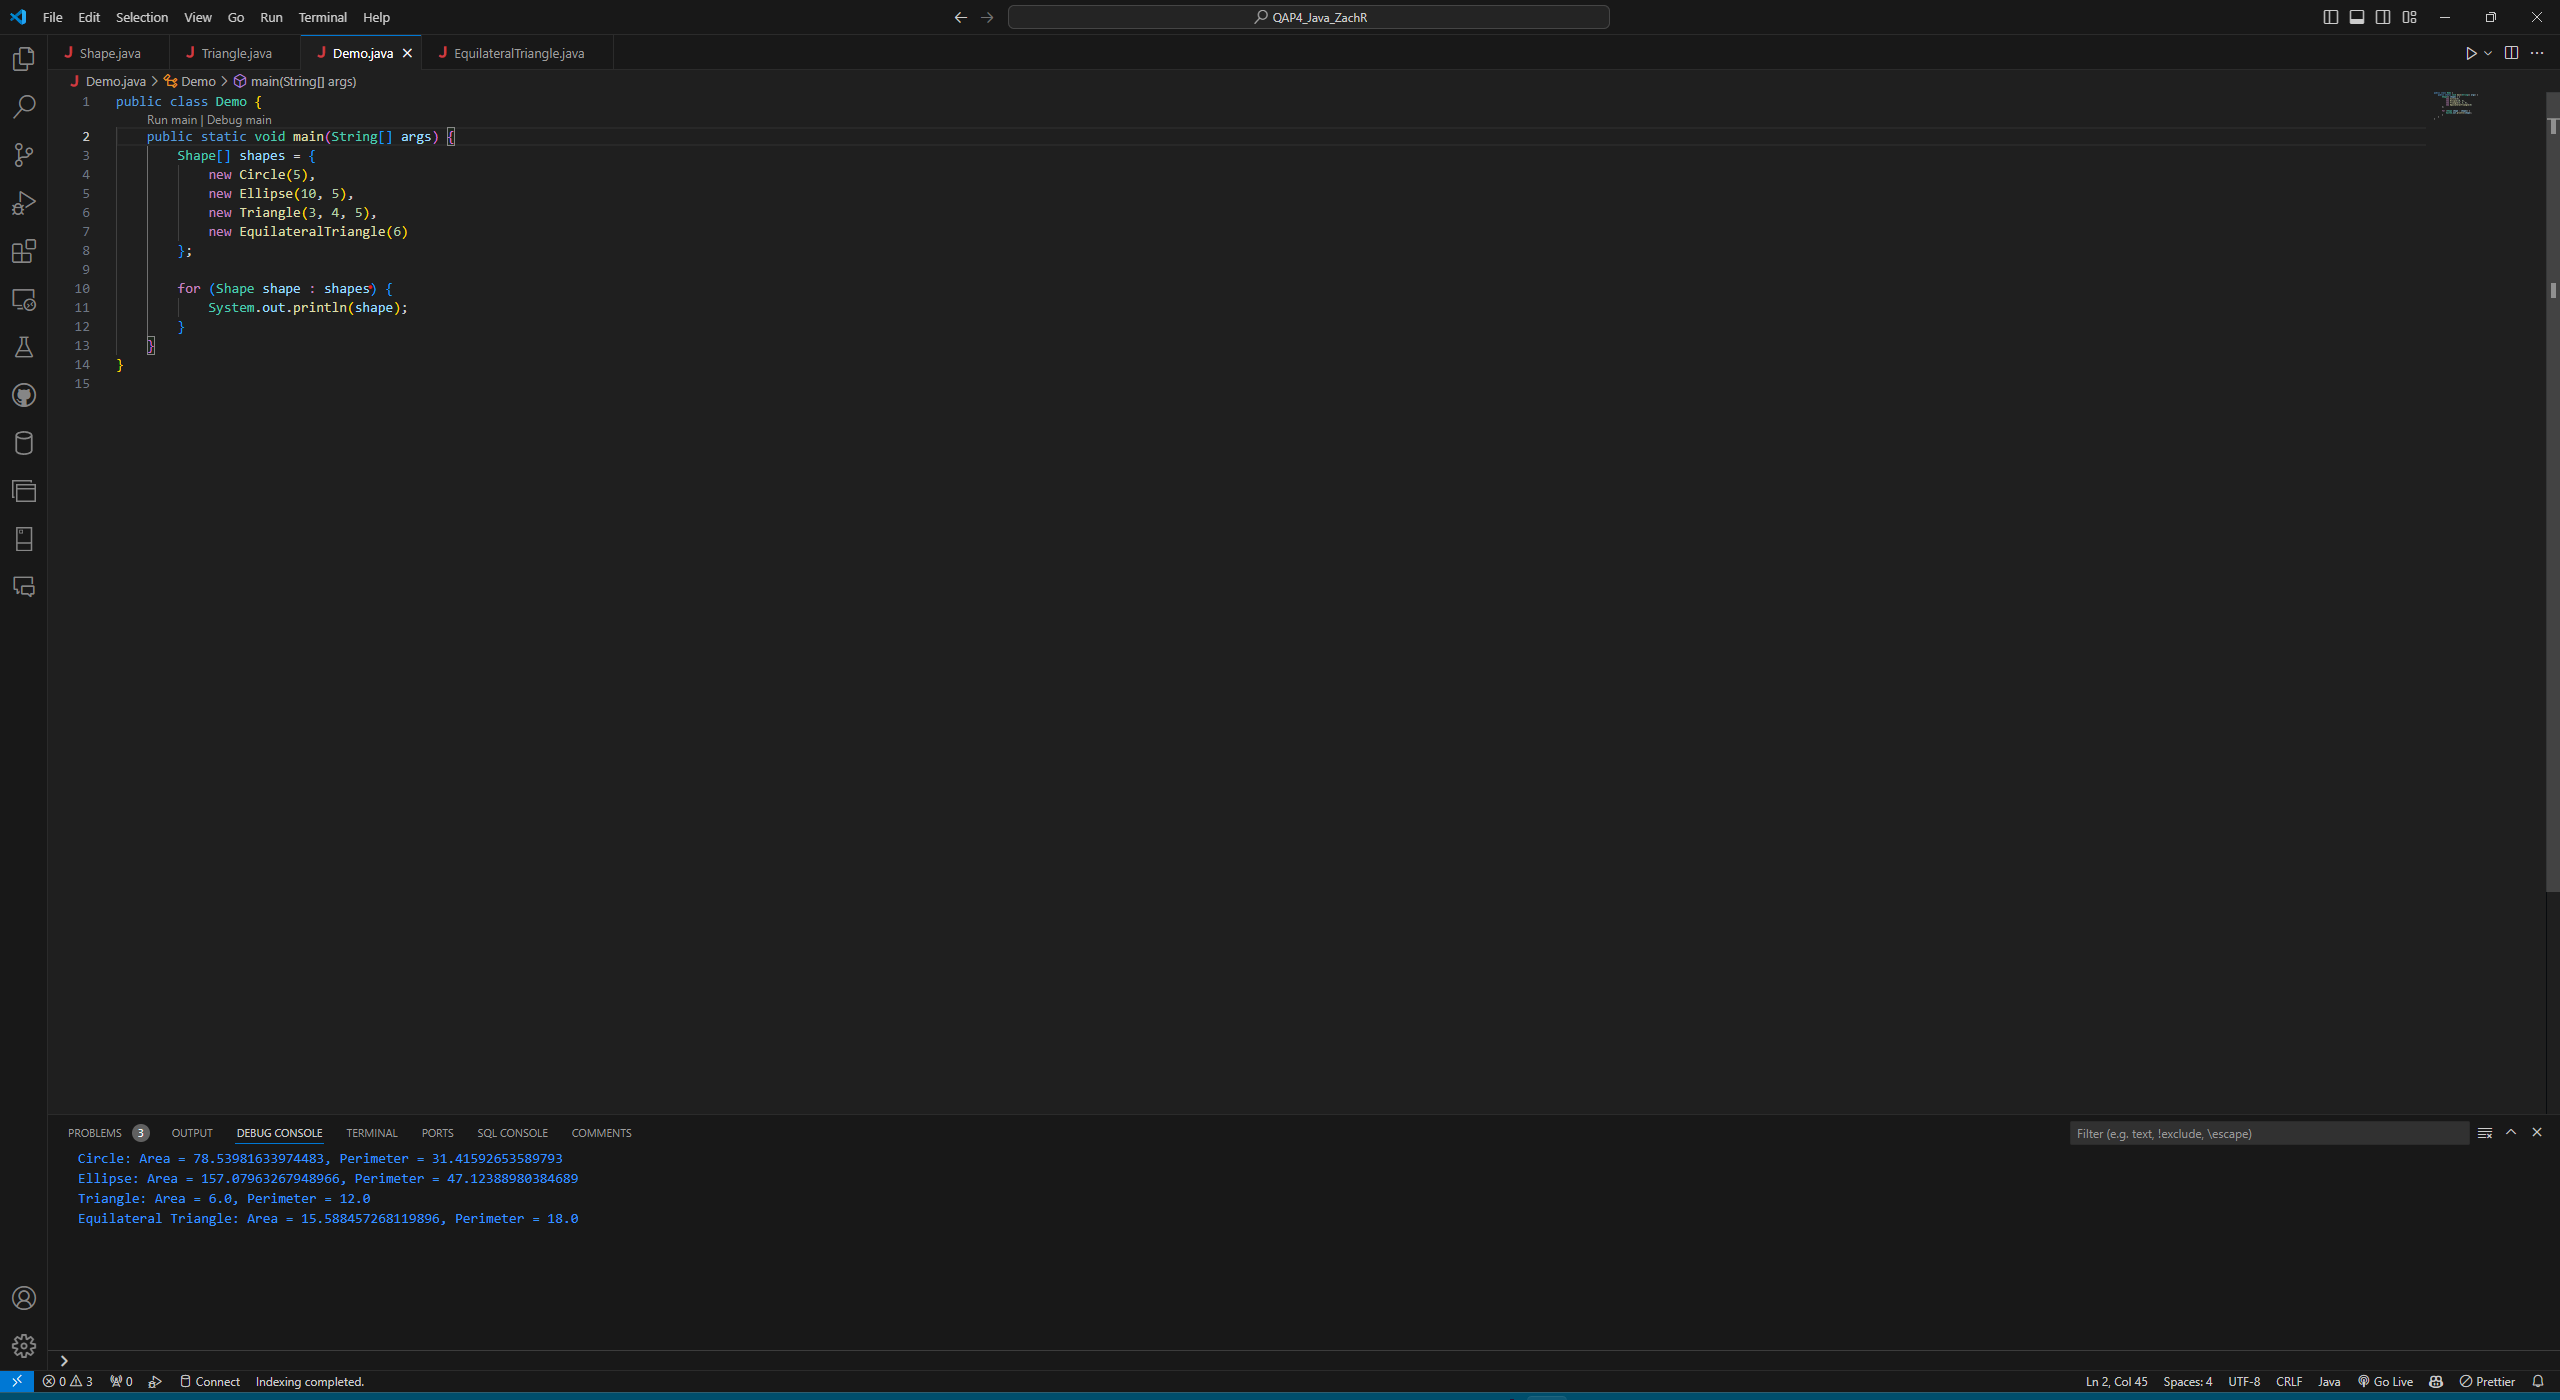 File Edit Selection View Go Run Terminal Help QAP4_Java_ZachR
Shape.java Triangle.java Demo.java EquilateralTriangle.java
Demo.java Demo main(String[] args)
1 public class Demo {
Run main | Debug main
2 public static void main(String[] args) {
3 Shape[] shapes = {
4 new Circle(5),
5 new Ellipse(10, 5),
6 new Triangle(3, 4, 5),
7 new EquilateralTriangle(6)
8 };
9
10 for (Shape shape : shapes) {
11 System.out.println(shape);
12 }
13 }
14 }
15
PROBLEMS 3 OUTPUT DEBUG CONSOLE TERMINAL PORTS SQL CONSOLE COMMENTS Filter (e.g. text, !exclude, \escape)
Circle: Area = 78.53981633974483, Perimeter = 31.41592653589793
Ellipse: Area = 157.07963267948966, Perimeter = 47.12388980384689
Triangle: Area = 6.0, Perimeter = 12.0
Equilateral Triangle: Area = 15.588457268119896, Perimeter = 18.0
0 3 0 Connect Indexing completed. Ln 2, Col 45 Spaces: 4 UTF-8 CRLF Java Go Live Prettier